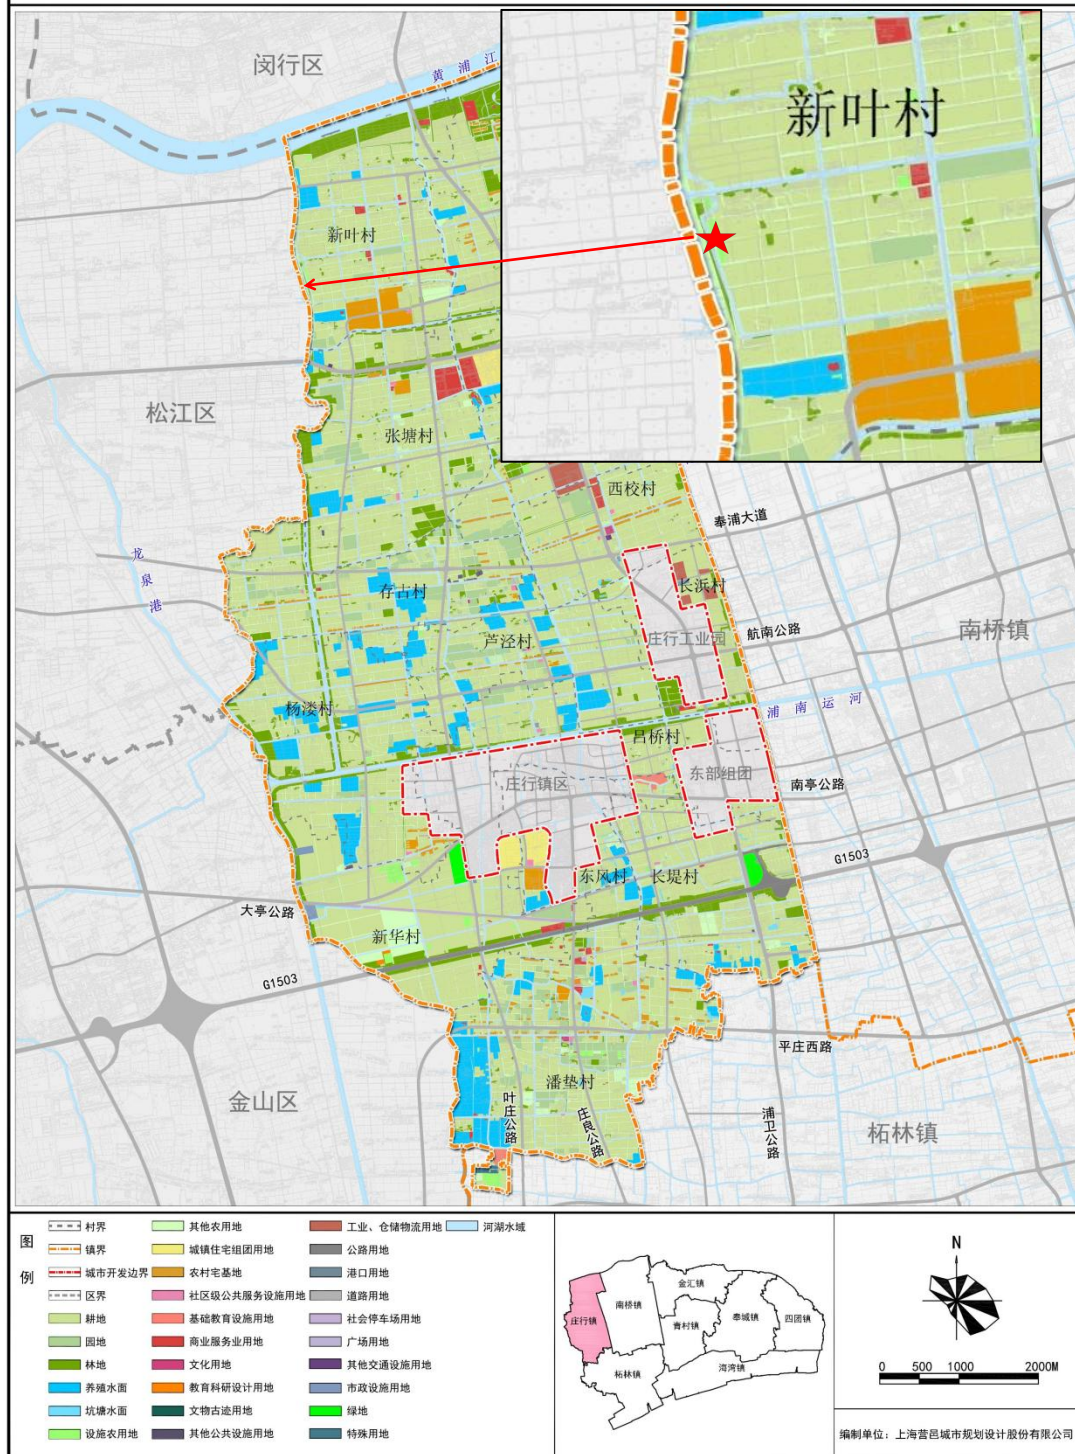 闵行区
黄浦江
新叶村
新叶村
松江区
张塘村
西校村
奉浦大道
龙泉港
存古村
长浜村
芦泾村
庄行工业园
航南公路
南桥镇
杨溇村
浦南运河
吕桥村
庄行镇区
东部组团
南亭公路
G1503
东风村
长堤村
大亭公路
新华村
G1503
平庄西路
金山区
潘垫村
叶庄公路
庄良公路
浦卫公路
柘林镇
图例
村界
镇界
城市开发边界
区界
耕地
园地
林地
养殖水面
坑塘水面
设施农用地
其他农用地
城镇住宅组团用地
农村宅基地
社区级公共服务设施用地
基础教育设施用地
商业服务业用地
文化用地
教育科研设计用地
文物古迹用地
其他公共设施用地
工业、仓储物流用地
公路用地
港口用地
道路用地
社会停车场用地
广场用地
其他交通设施用地
市政设施用地
绿地
特殊用地
河湖水域
庄行镇
南桥镇
金汇镇
青村镇
奉城镇
四团镇
柘林镇
海湾镇
N
0 500 1000 2000M
编制单位：上海营邑城市规划设计股份有限公司